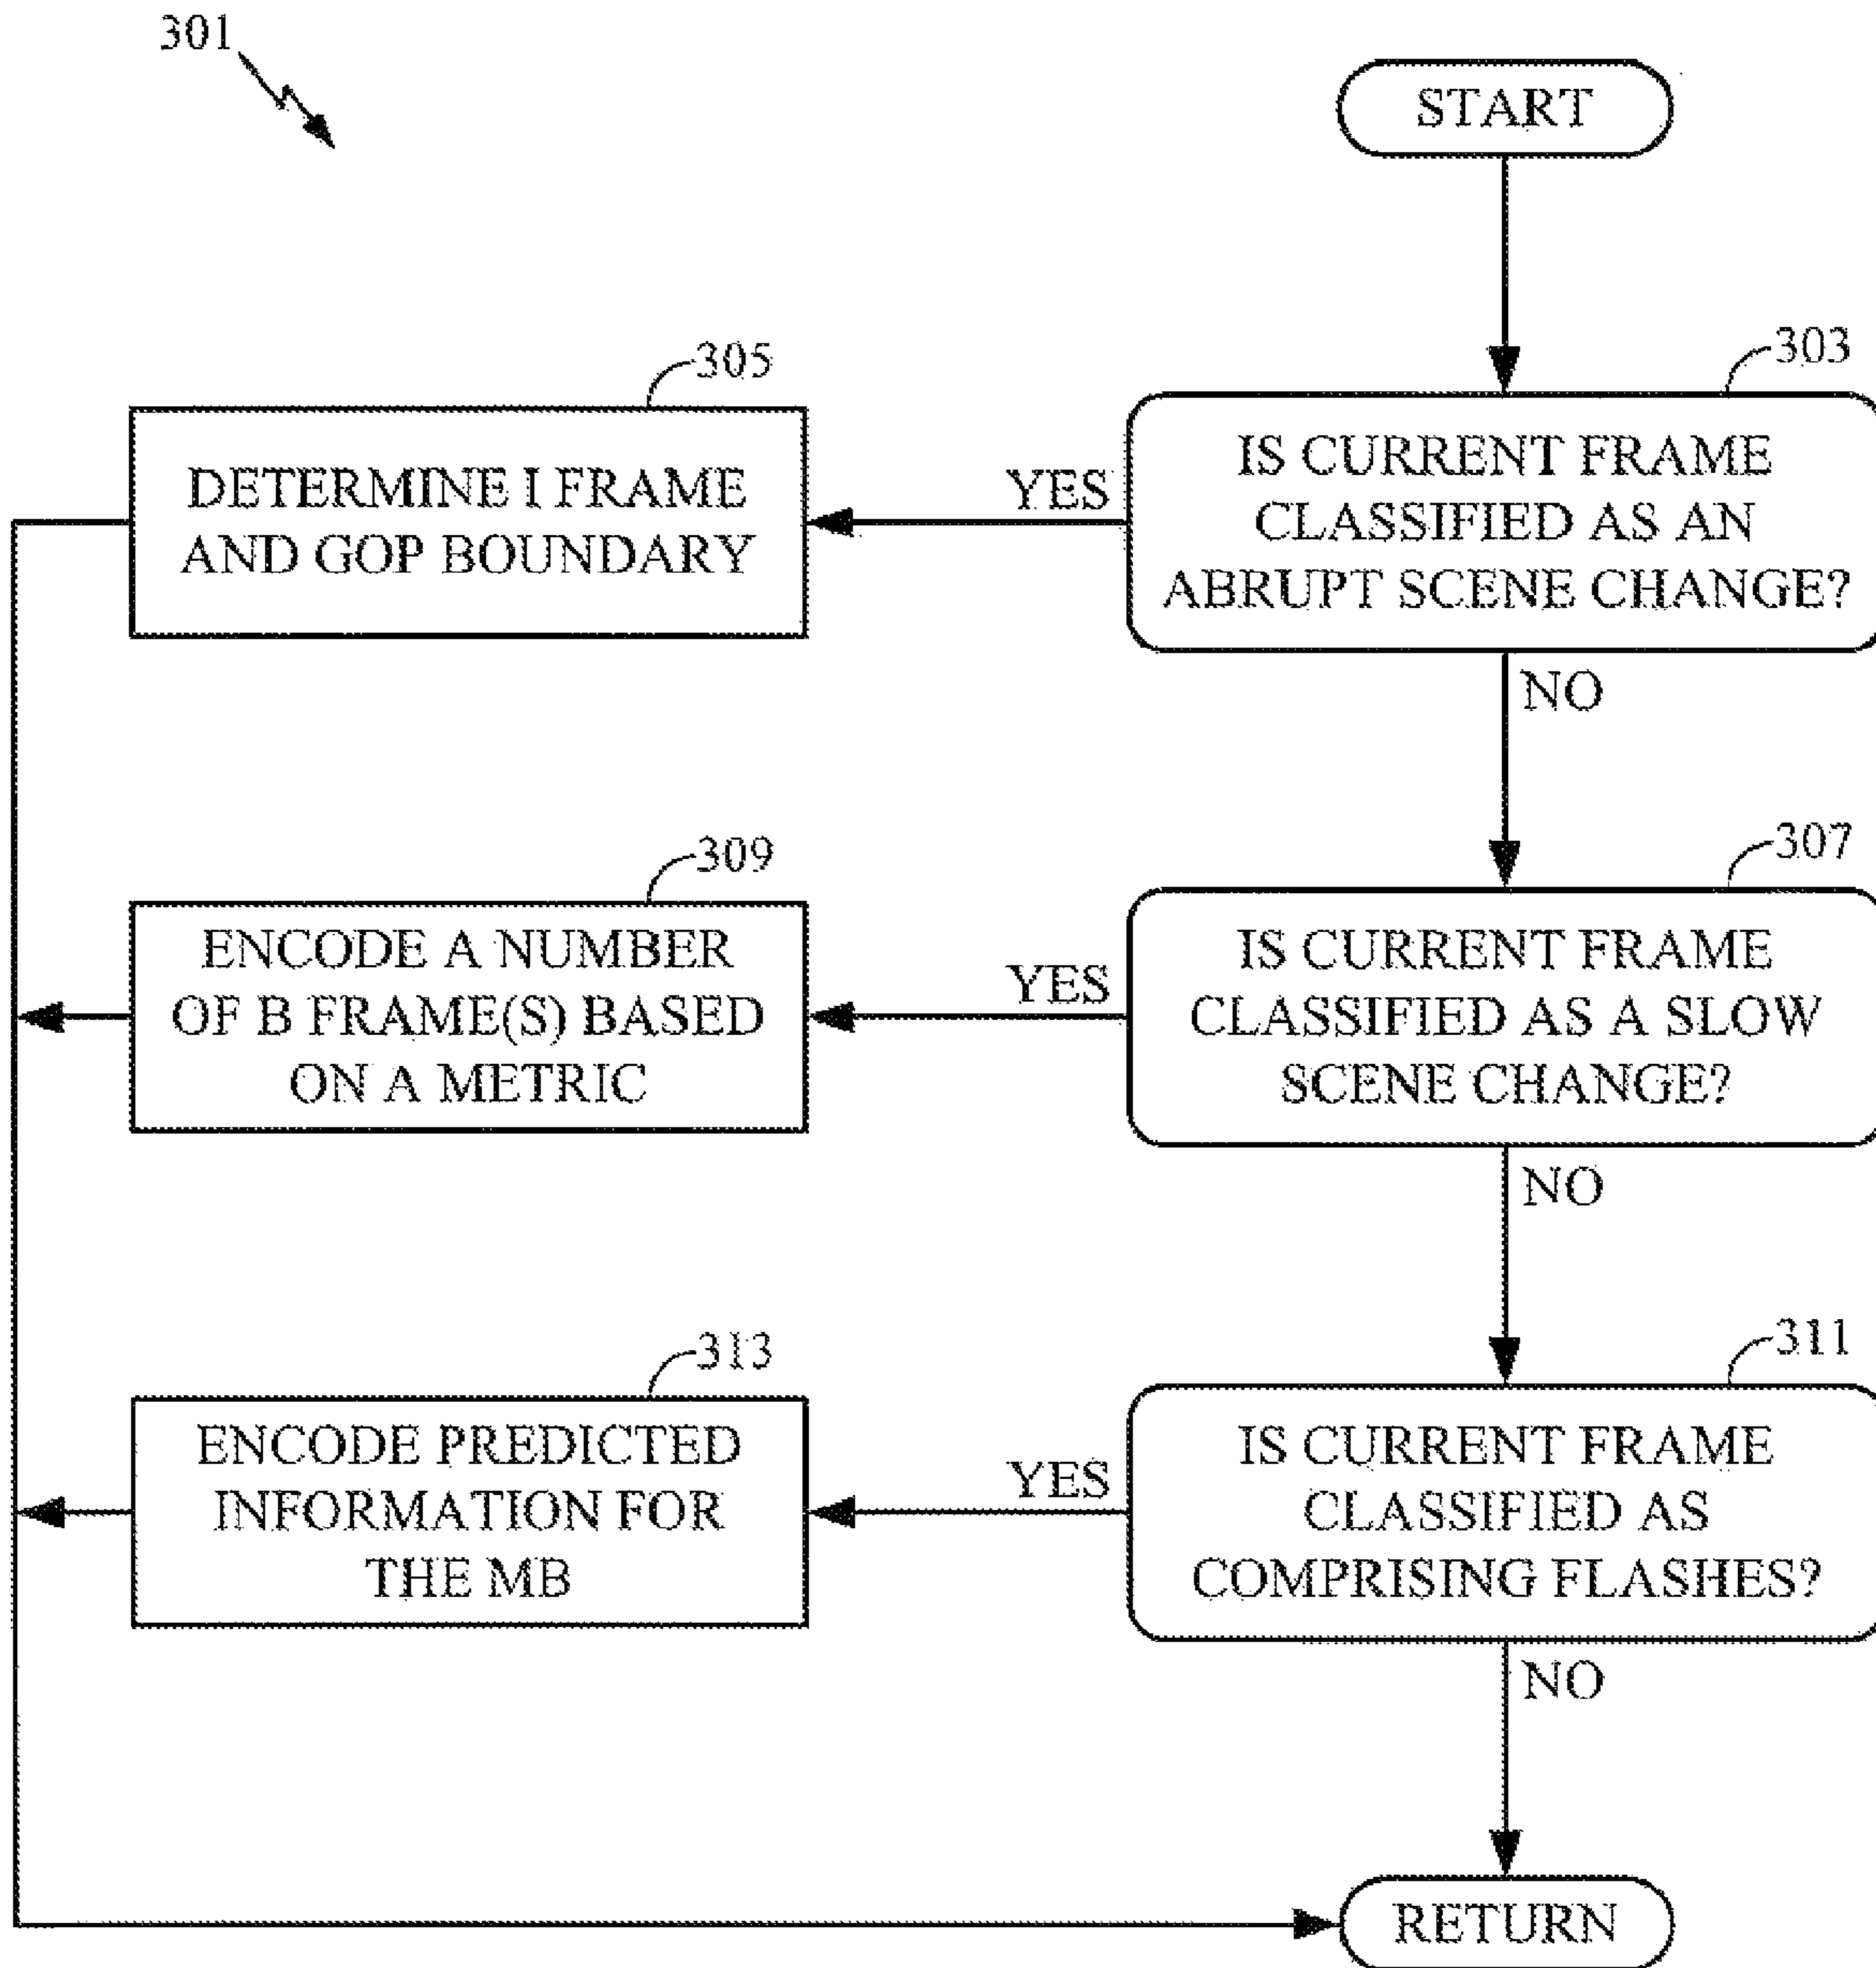 301
START
303
IS CURRENT FRAME
CLASSIFIED AS AN
ABRUPT SCENE CHANGE?
YES
305
DETERMINE I FRAME
AND GOP BOUNDARY
NO
307
IS CURRENT FRAME
CLASSIFIED AS A SLOW
SCENE CHANGE?
YES
309
ENCODE A NUMBER
OF B FRAME(S) BASED
ON A METRIC
NO
311
IS CURRENT FRAME
CLASSIFIED AS
COMPRISING FLASHES?
YES
313
ENCODE PREDICTED
INFORMATION FOR
THE MB
NO
RETURN